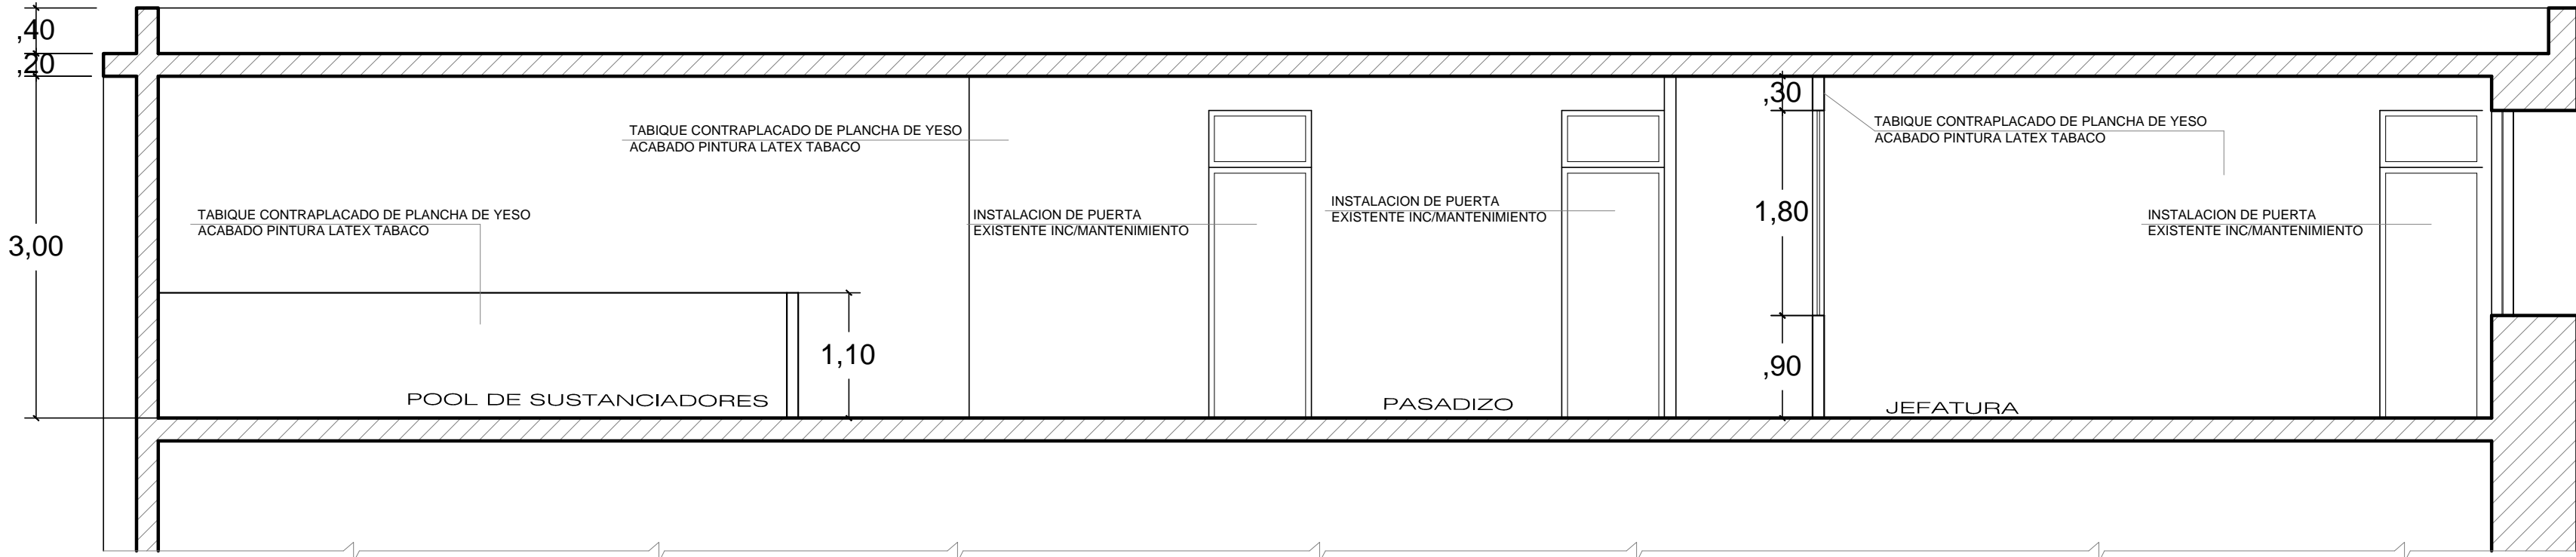 ,40
,20
3,00
TABIQUE CONTRAPLACADO DE PLANCHA DE YESO
ACABADO PINTURA LATEX TABACO
TABIQUE CONTRAPLACADO DE PLANCHA DE YESO
ACABADO PINTURA LATEX TABACO
1,10
POOL DE SUSTANCIADORES
INSTALACION DE PUERTA
EXISTENTE INC/MANTENIMIENTO
INSTALACION DE PUERTA
EXISTENTE INC/MANTENIMIENTO
PASADIZO
,30
1,80
,90
TABIQUE CONTRAPLACADO DE PLANCHA DE YESO
ACABADO PINTURA LATEX TABACO
INSTALACION DE PUERTA
EXISTENTE INC/MANTENIMIENTO
JEFATURA